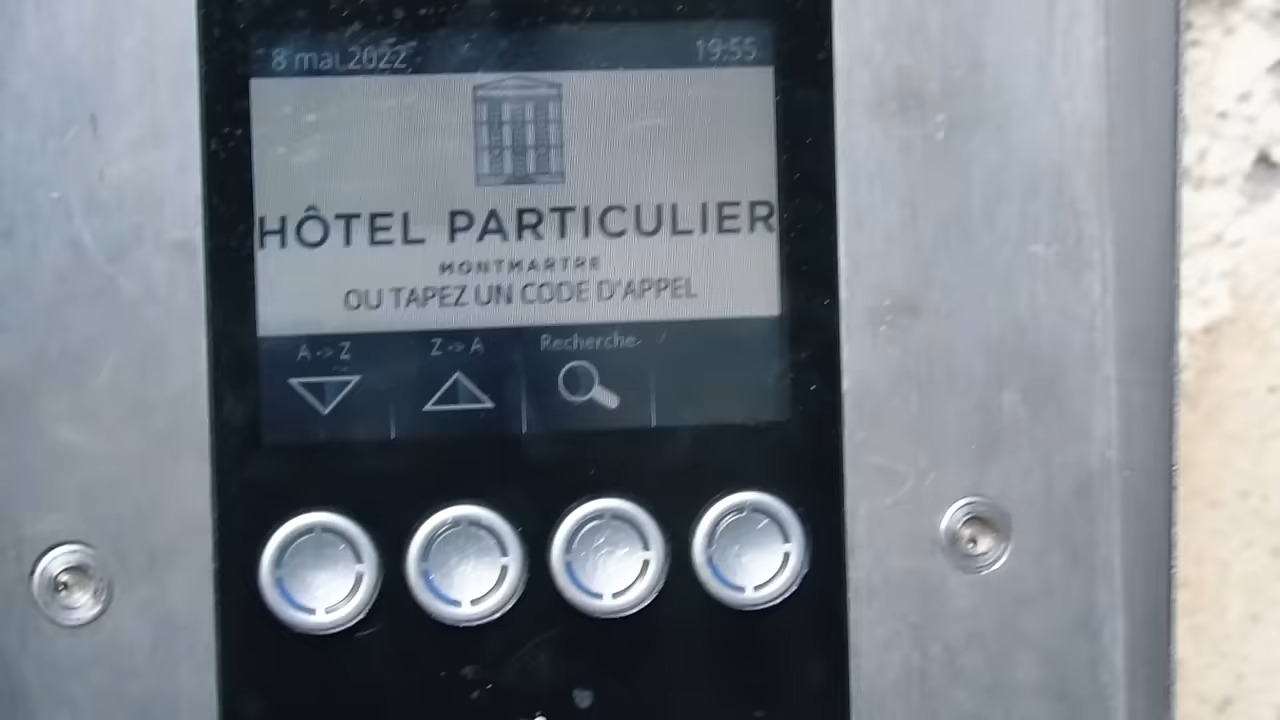 8 mai 2022 19:55
HÔTEL PARTICULIER
MONTMARTRE
OU TAPEZ UN CODE D'APPEL
A -> Z Z -> A Recherche